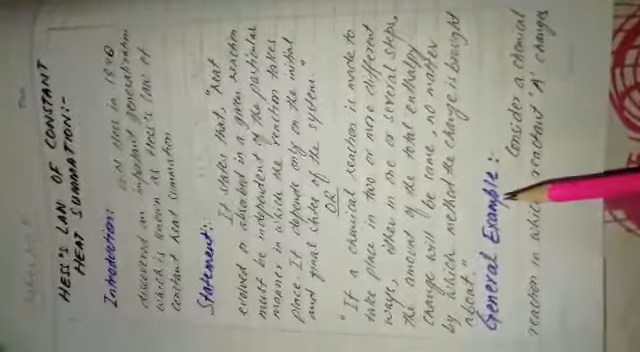 HESS'S LAW OF CONSTANT
HEAT SUMMATION:-
Introduction:
G.H Hess in 1840
discovered an important generalization
which is known as Hess's law of
constant heat summation
Statement:
It states that, "heat
evolved or absorbed in a given reaction
must be independent of the particular
manner in which the reaction takes
place. It depends only on the initial
and final state of the system."
OR
"If a chemical reaction is made to
take place in two or more different
ways, in one or several steps,
the amount of the total enthalpy
change will be same, no matter
by which method the change is brought
about."
General Example:-
Consider a chemical
reaction in which reactant 'A' changes